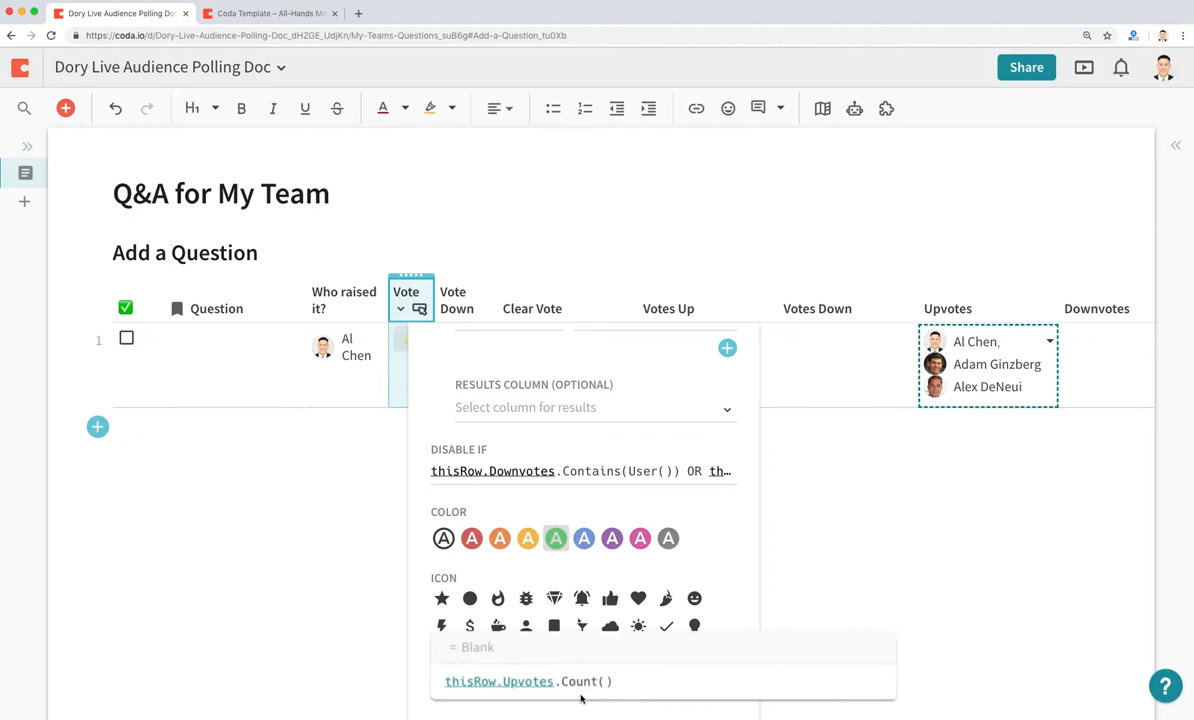 Dory Live Audience Polling Doc
Coda Template – All-Hands M
https://coda.io/d/Dory-Live-Audience-Polling-Doc_dHZGE_UdjKn/My-Teams-Questions_suB6g#Add-a-Question_tu0Xb
Dory Live Audience Polling Doc
Share
H1
B
I
U
S
A
Q&A for My Team
Add a Question
✅
Question
Who raised
it?
Vote
Vote
Down
Clear Vote
Votes Up
Votes Down
Upvotes
Downvotes
1
Al
Chen
Al Chen,
Adam Ginzberg
Alex DeNeui
RESULTS COLUMN (OPTIONAL)
Select column for results
DISABLE IF
thisRow.Downvotes.Contains(User()) OR th…
COLOR
A A A A A A A A A
ICON
= Blank
thisRow.Upvotes.Count()
?